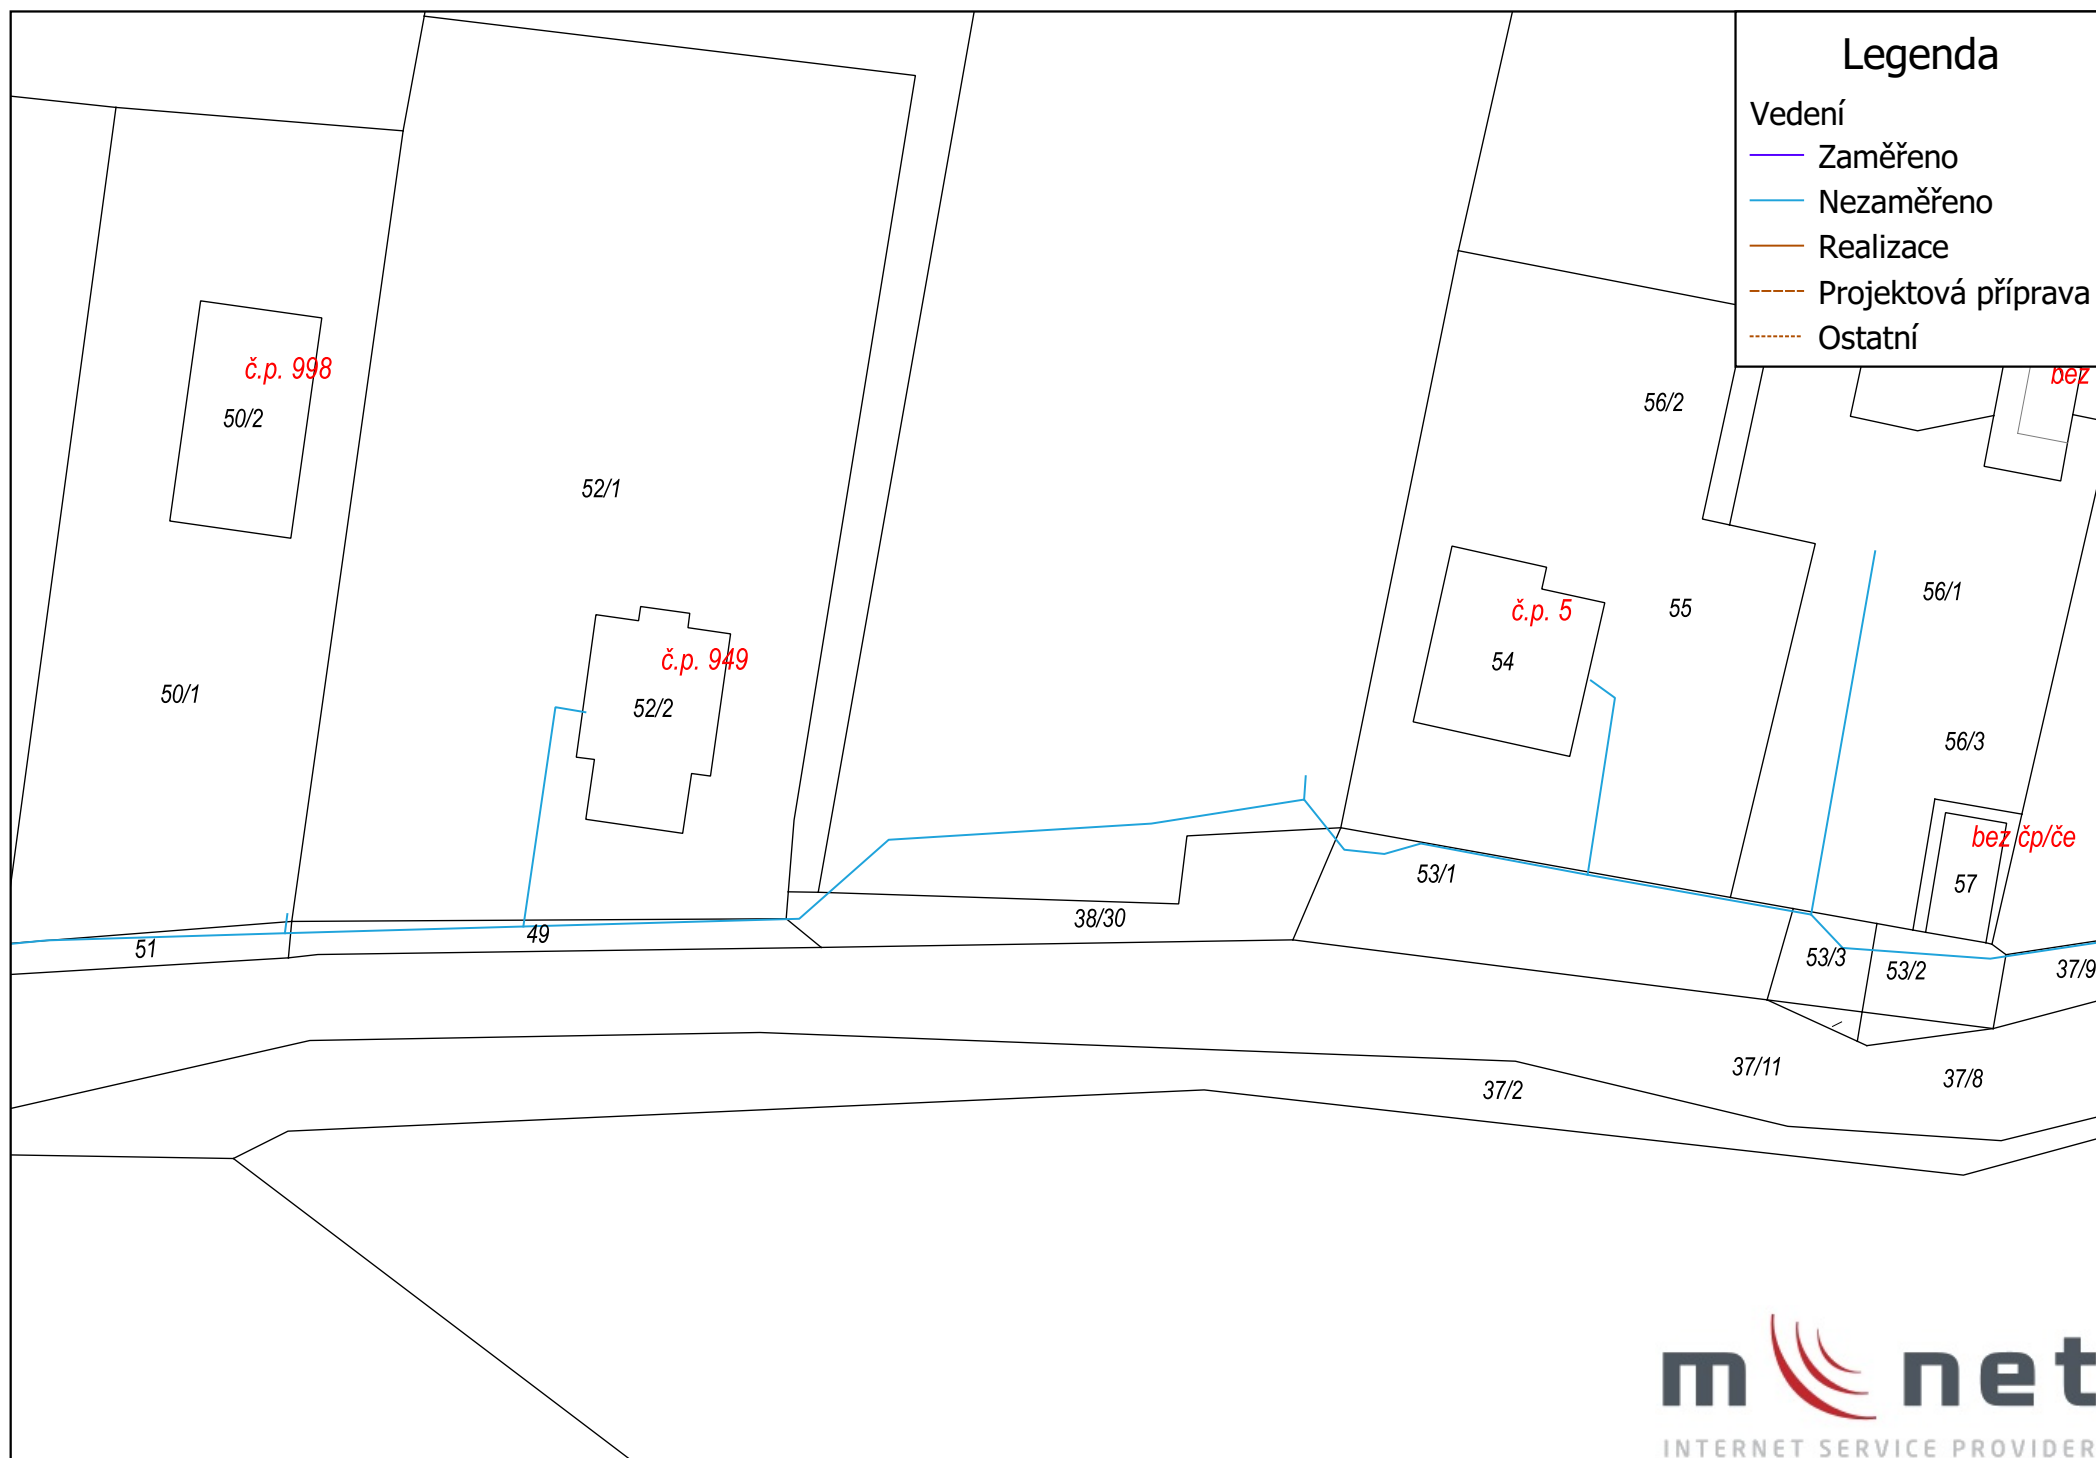 Legenda
Vedení
Zaměřeno
Nezaměřeno
Realizace
Projektová příprava
Ostatní
bez
č.p. 998
50/2
56/2
52/1
56/1
č.p. 5
55
č.p. 949
54
50/1
52/2
56/3
bez čp/če
57
53/1
38/30
49
51
53/3
53/2
37/9
37/11
37/8
37/2
m net
INTERNET SERVICE PROVIDER